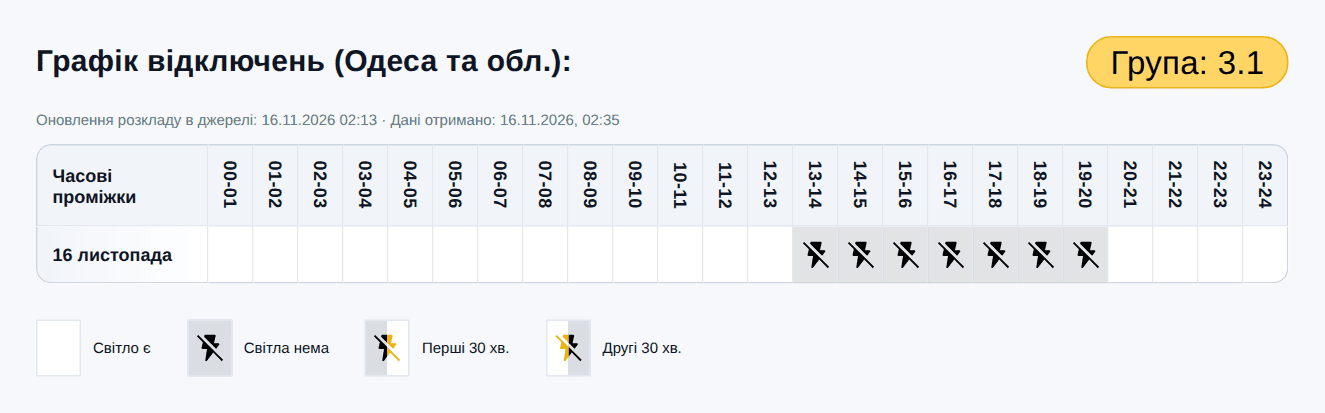 Графік відключень (Одеса та обл.):
Група: 3.1
Оновлення розкладу в джерелі: 16.11.2026 02:13 · Дані отримано: 16.11.2026, 02:35
Часові
проміжки
00-01
01-02
02-03
03-04
04-05
05-06
06-07
07-08
08-09
09-10
10-11
11-12
12-13
13-14
14-15
15-16
16-17
17-18
18-19
19-20
20-21
21-22
22-23
23-24
16 листопада
Світло є
Світла нема
Перші 30 хв.
Другі 30 хв.